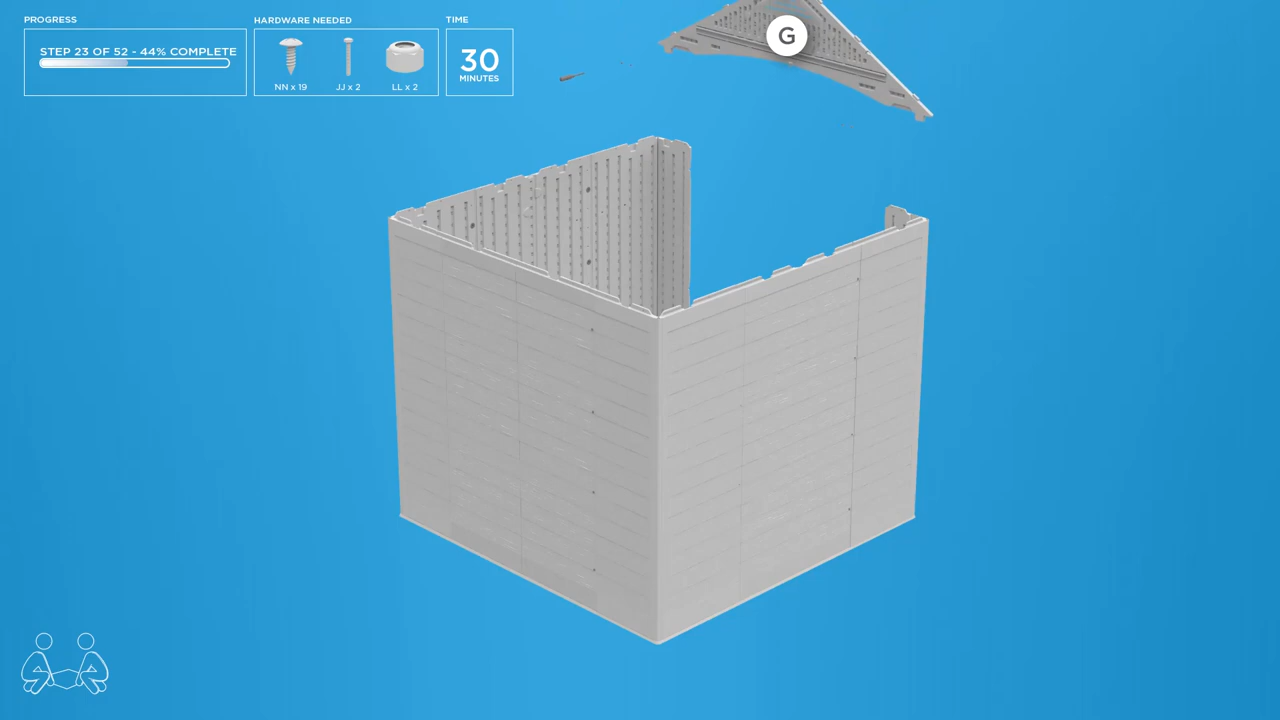 PROGRESS
STEP 23 OF 52 - 44% COMPLETE
HARDWARE NEEDED
NN x 19
JJ x 2
LL x 2
TIME
30
MINUTES
G